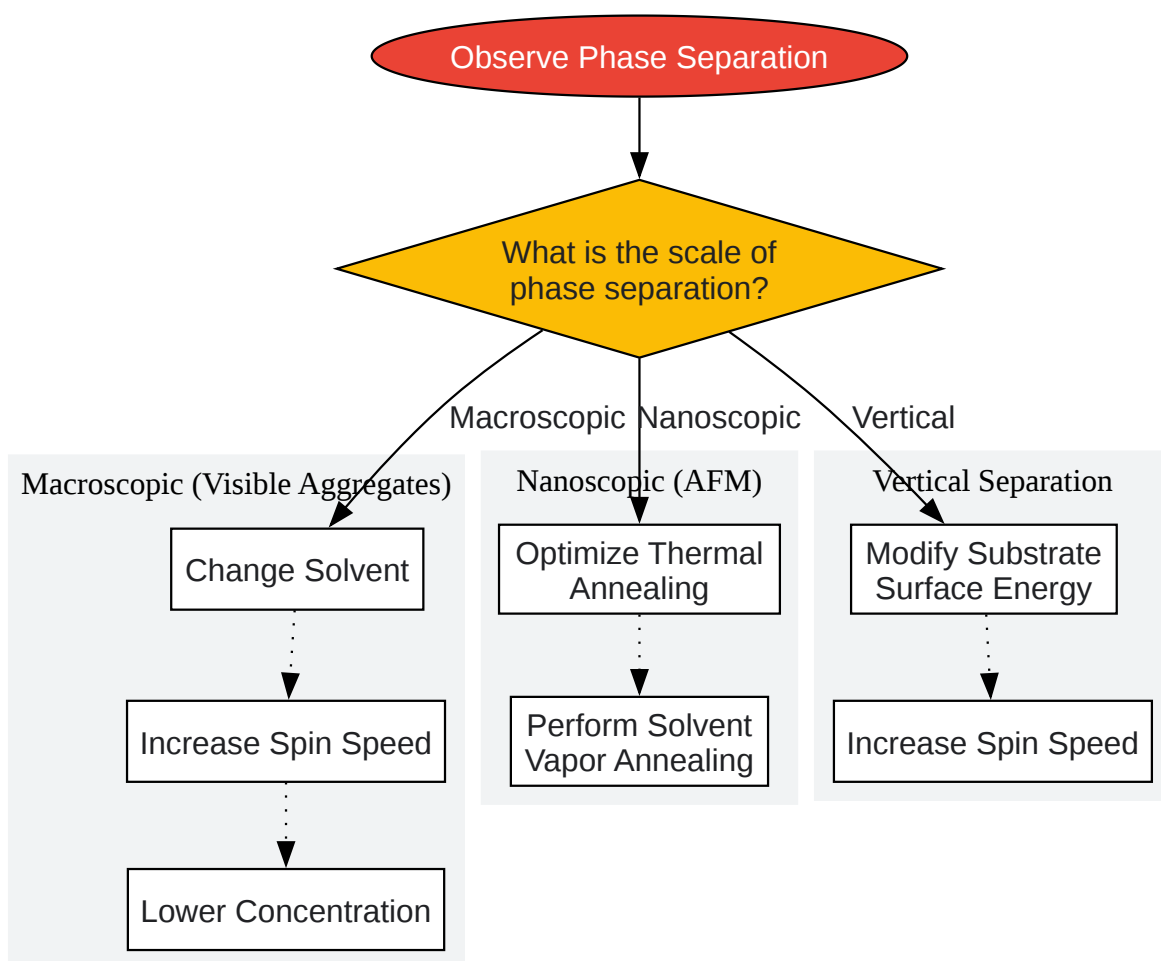 Observe Phase Separation
What is the scale of
phase separation?
Macroscopic
Nanoscopic
Vertical
Macroscopic (Visible Aggregates)
Change Solvent
Increase Spin Speed
Lower Concentration
Nanoscopic (AFM)
Optimize Thermal
Annealing
Perform Solvent
Vapor Annealing
Vertical Separation
Modify Substrate
Surface Energy
Increase Spin Speed